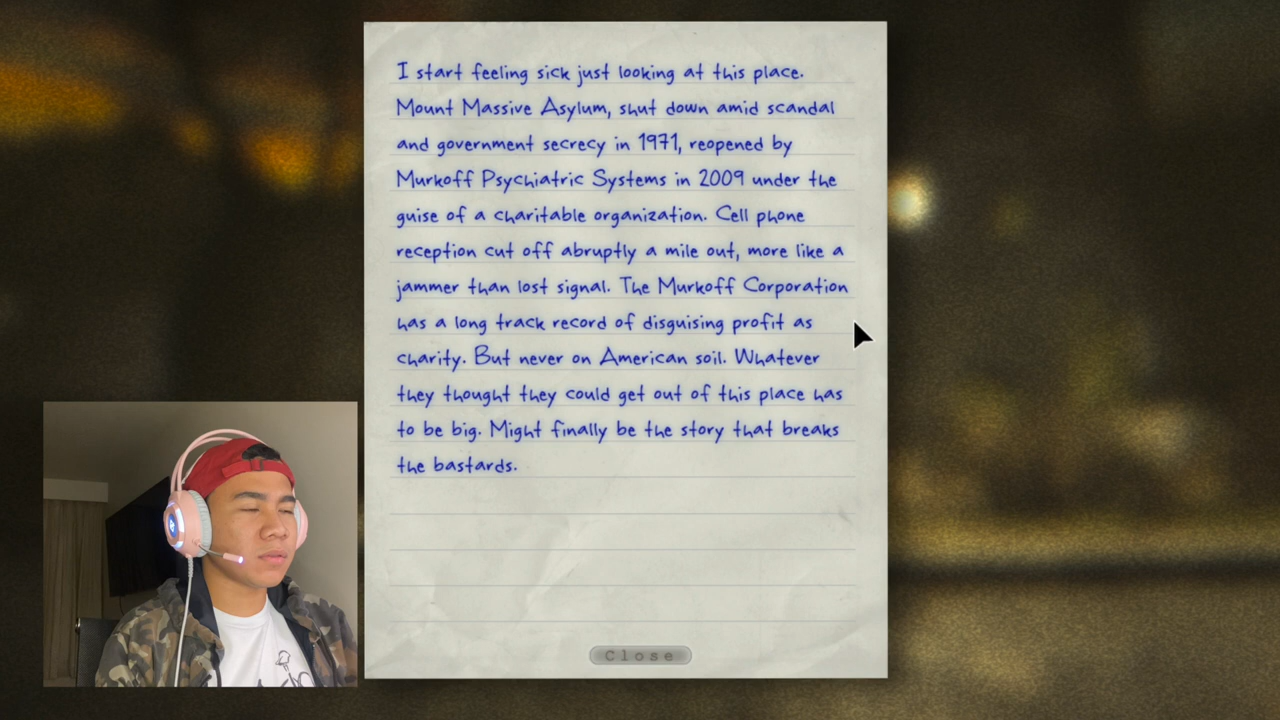 I start feeling sick just looking at this place.
Mount Massive Asylum, shut down amid scandal
and government secrecy in 1971, reopened by
Murkoff Psychiatric Systems in 2009 under the
guise of a charitable organization. Cell phone
reception cut off abruptly a mile out, more like a
jammer than lost signal. The Murkoff Corporation
has a long track record of disguising profit as
charity. But never on American soil. Whatever
they thought they could get out of this place has
to be big. Might finally be the story that breaks
the bastards.
Close